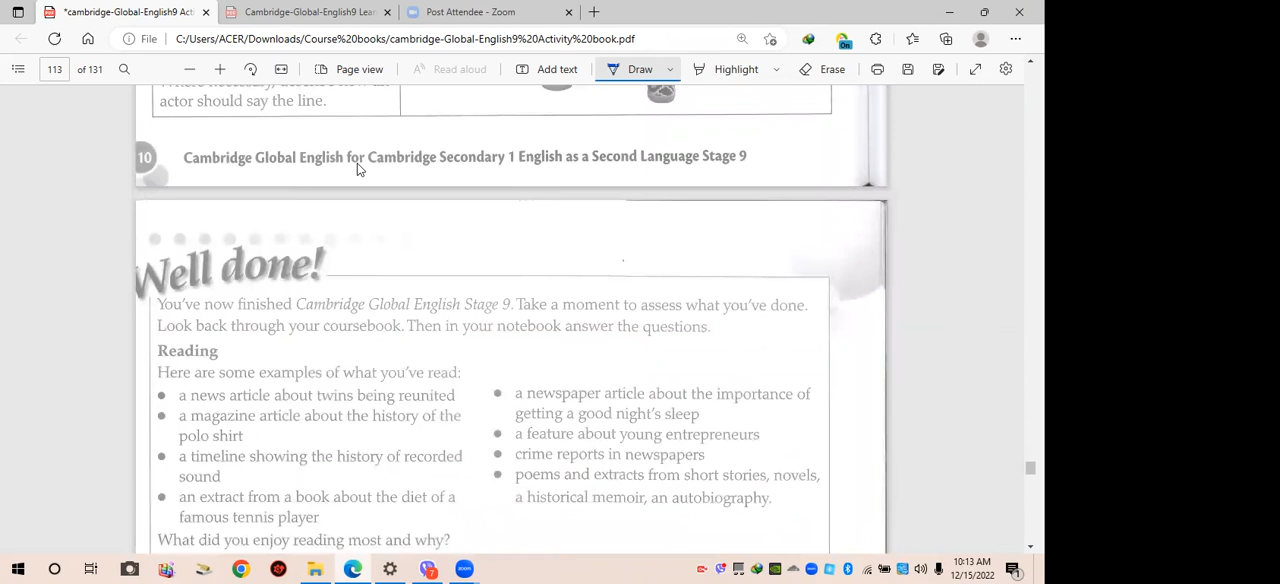 *cambridge-Global-English9 Acti
Cambridge-Global-English9 Lear
Post Attendee - Zoom
File
C:/Users/ACER/Downloads/Course%20books/cambridge-Global-English9%20Activity%20book.pdf
On
113 of 131
Page view
Read aloud
Add text
Draw
Highlight
Erase
actor should say the line.
10
Cambridge Global English for Cambridge Secondary 1 English as a Second Language Stage 9
Well done!
You've now finished Cambridge Global English Stage 9. Take a moment to assess what you've done.
Look back through your coursebook. Then in your notebook answer the questions.
Reading
Here are some examples of what you've read:
• a news article about twins being reunited
• a magazine article about the history of the
polo shirt
• a timeline showing the history of recorded
sound
• an extract from a book about the diet of a
famous tennis player
• a newspaper article about the importance of
getting a good night's sleep
• a feature about young entrepreneurs
• crime reports in newspapers
• poems and extracts from short stories, novels,
a historical memoir, an autobiography.
What did you enjoy reading most and why?
7
10:13 AM
12/15/2022
1